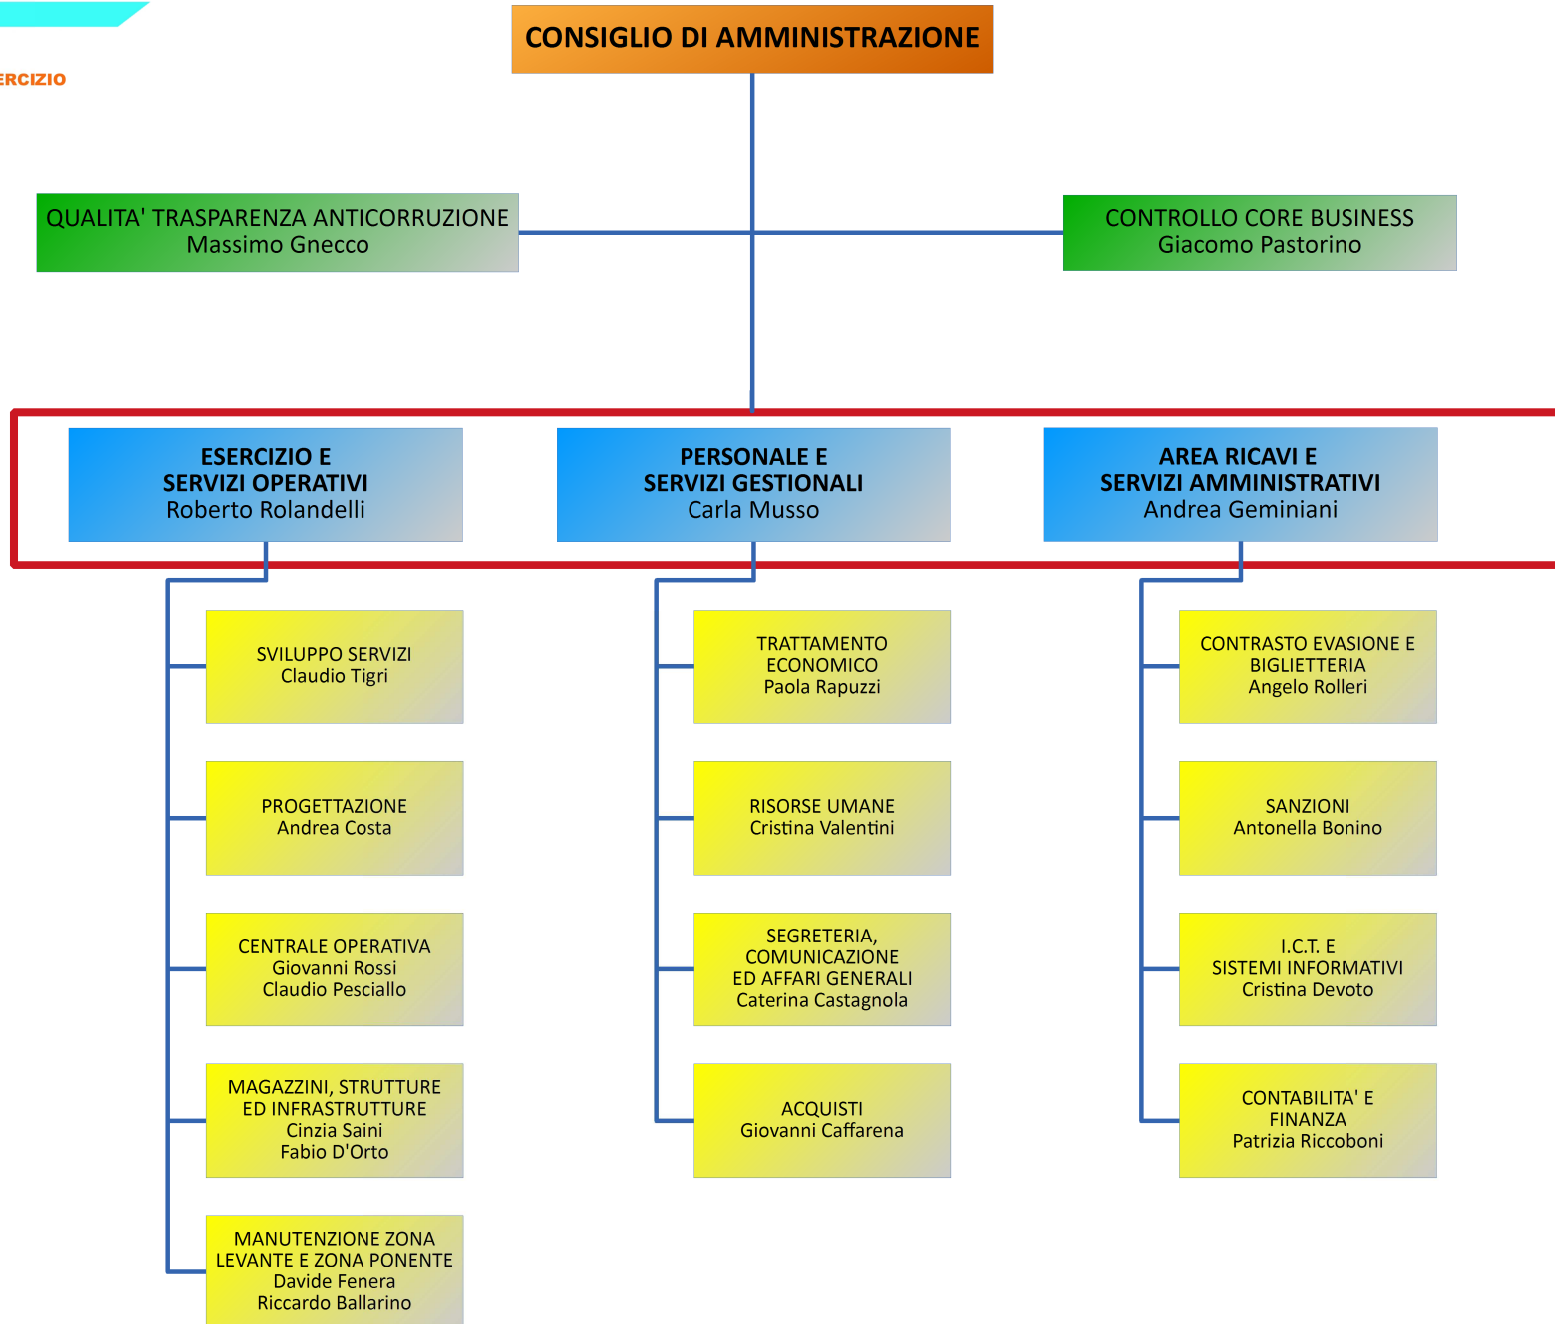 CONSIGLIO DI AMMINISTRAZIONE
ERCIZIO
QUALITA' TRASPARENZA ANTICORRUZIONE
Massimo Gnecco
CONTROLLO CORE BUSINESS
Giacomo Pastorino
ESERCIZIO E
SERVIZI OPERATIVI
Roberto Rolandelli
PERSONALE E
SERVIZI GESTIONALI
Carla Musso
AREA RICAVI E
SERVIZI AMMINISTRATIVI
Andrea Geminiani
SVILUPPO SERVIZI
Claudio Tigri
PROGETTAZIONE
Andrea Costa
CENTRALE OPERATIVA
Giovanni Rossi
Claudio Pesciallo
MAGAZZINI, STRUTTURE
ED INFRASTRUTTURE
Cinzia Saini
Fabio D'Orto
MANUTENZIONE ZONA
LEVANTE E ZONA PONENTE
Davide Fenera
Riccardo Ballarino
TRATTAMENTO
ECONOMICO
Paola Rapuzzi
RISORSE UMANE
Cristina Valentini
SEGRETERIA,
COMUNICAZIONE
ED AFFARI GENERALI
Caterina Castagnola
ACQUISTI
Giovanni Caffarena
CONTRASTO EVASIONE E
BIGLIETTERIA
Angelo Rolleri
SANZIONI
Antonella Bonino
I.C.T. E
SISTEMI INFORMATIVI
Cristina Devoto
CONTABILITA' E
FINANZA
Patrizia Riccoboni